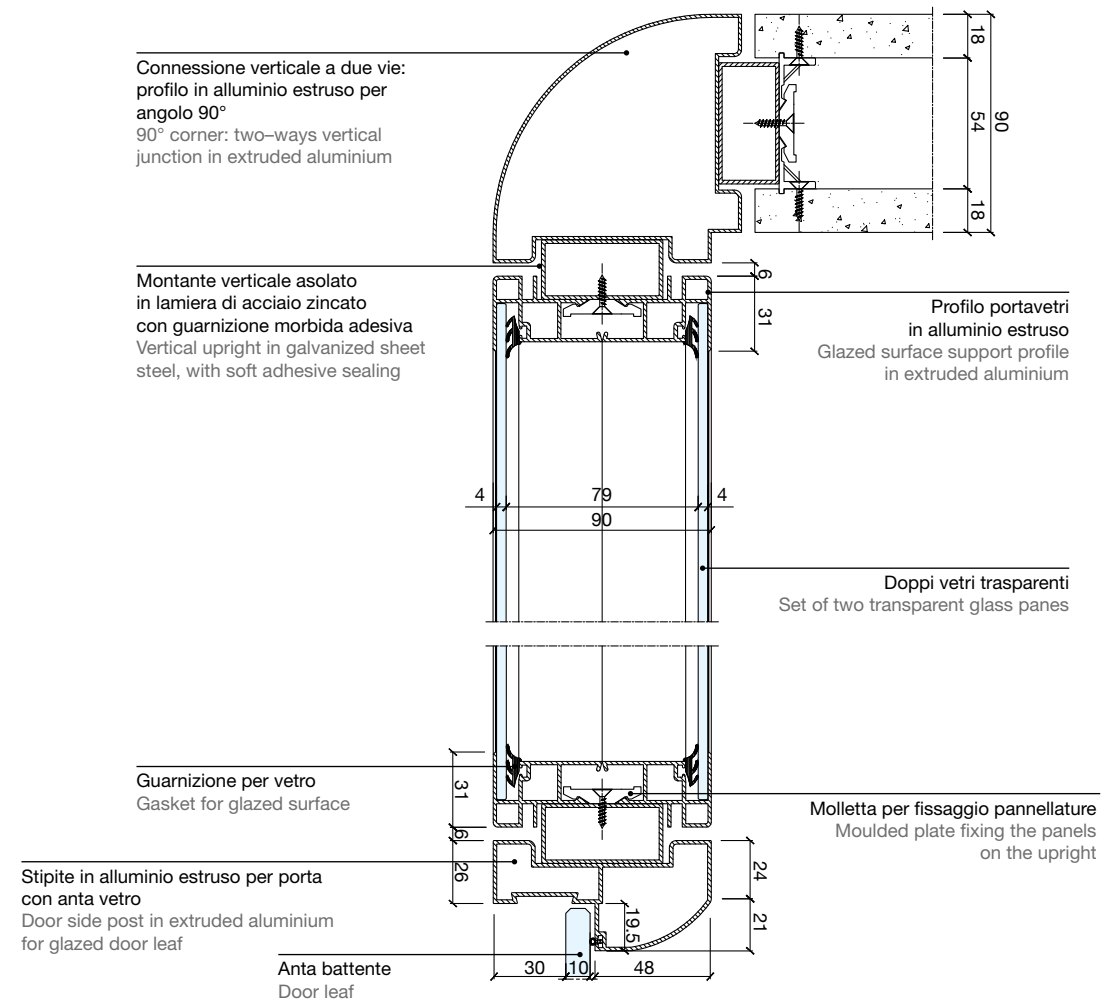 Connessione verticale a due vie:
profilo in alluminio estruso per
angolo 90°
90° corner: two–ways vertical
junction in extruded aluminium
18
54
90
18
Montante verticale asolato
in lamiera di acciaio zincato
con guarnizione morbida adesiva
Vertical upright in galvanized sheet
steel, with soft adhesive sealing
6
31
Profilo portavetri
in alluminio estruso
Glazed surface support profile
in extruded aluminium
4
79
4
90
Doppi vetri trasparenti
Set of two transparent glass panes
Guarnizione per vetro
Gasket for glazed surface
31
6
26
Molletta per fissaggio pannellature
Moulded plate fixing the panels
on the upright
Stipite in alluminio estruso per porta
con anta vetro
Door side post in extruded aluminium
for glazed door leaf
24
21
19.5
Anta battente
Door leaf
30
10
48